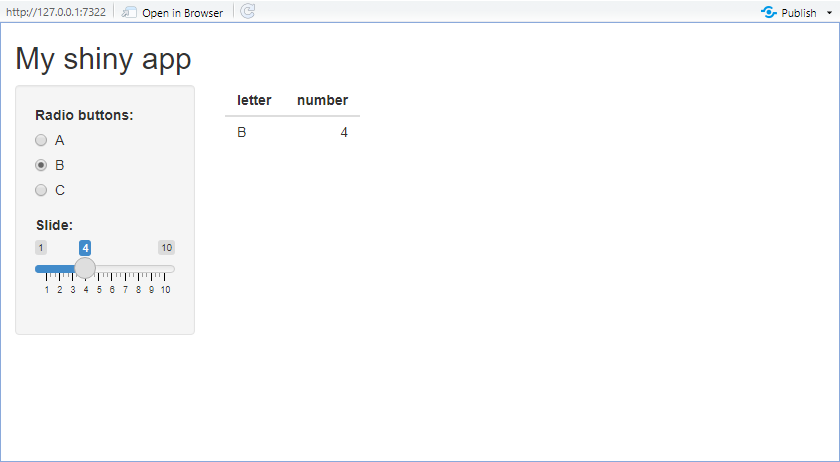 http://127.0.0.1:7322 Open in Browser Publish
My shiny app
Radio buttons:
A
B
C
Slide:
1 4 10
1 2 3 4 5 6 7 8 9 10
letter number
B 4